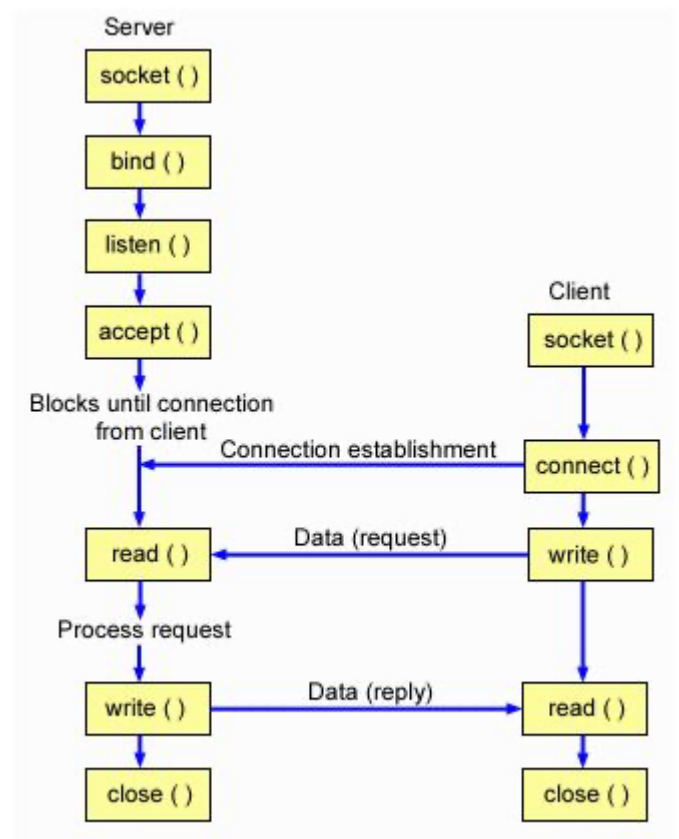 Server
socket ( )
bind ( )
listen ( )
accept ( )
Blocks until connection
from client
Client
socket ( )
Connection establishment
connect ( )
read ( )
Data (request)
write ( )
Process request
write ( )
Data (reply)
read ( )
close ( )
close ( )